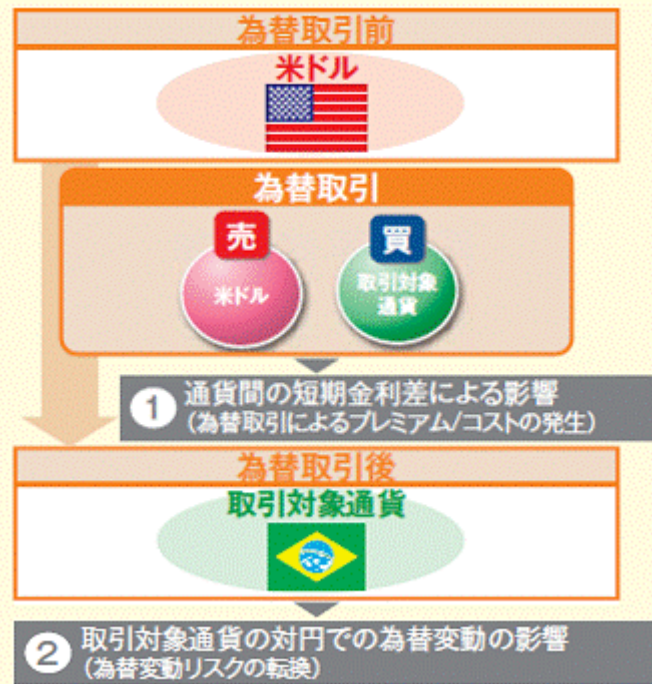 為替取引前
米ドル
為替取引
売
買
米ドル
取引対象
通貨
1 通貨間の短期金利差による影響
(為替取引によるプレミアム/コストの発生)
為替取引後
取引対象通貨
2 取引対象通貨の対円での為替変動の影響
(為替変動リスクの転換)